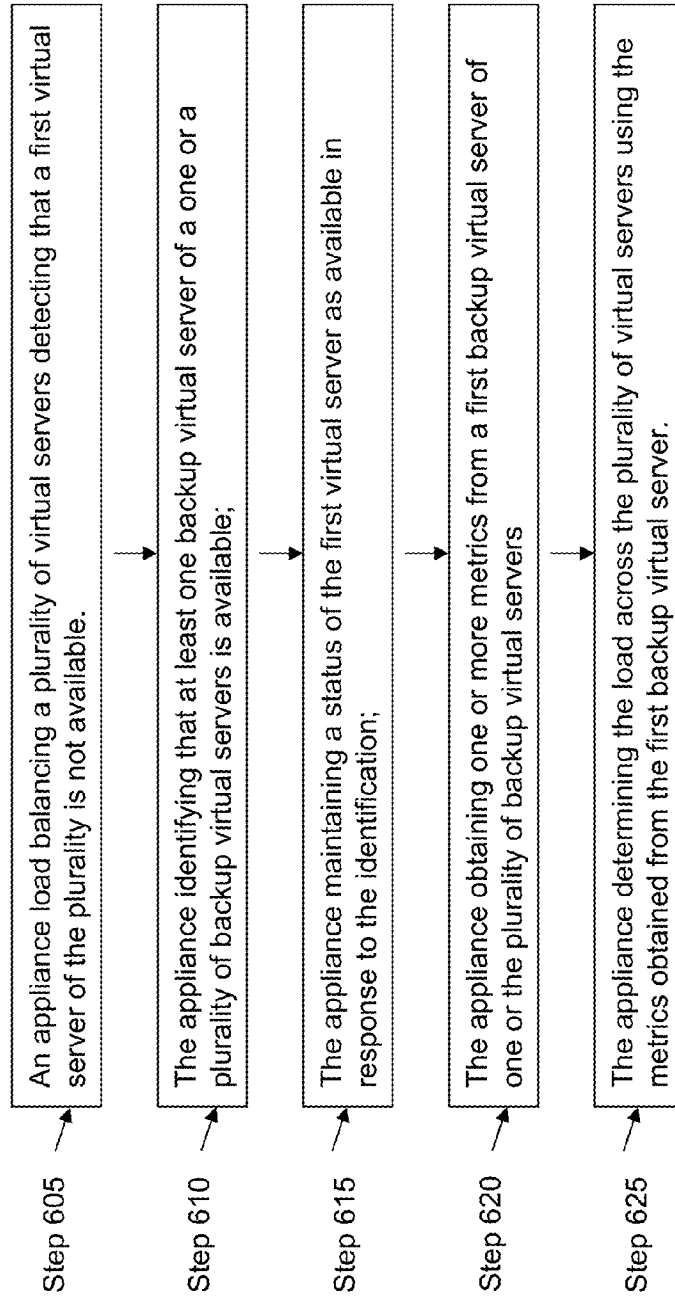 Step 605
An appliance load balancing a plurality of virtual servers detecting that a first virtual
server of the plurality is not available.
Step 610
The appliance identifying that at least one backup virtual server of a one or a
plurality of backup virtual servers is available;
Step 615
The appliance maintaining a status of the first virtual server as available in
response to the identification;
Step 620
The appliance obtaining one or more metrics from a first backup virtual server of
one or the plurality of backup virtual servers
Step 625
The appliance determining the load across the plurality of virtual servers using the
metrics obtained from the first backup virtual server.